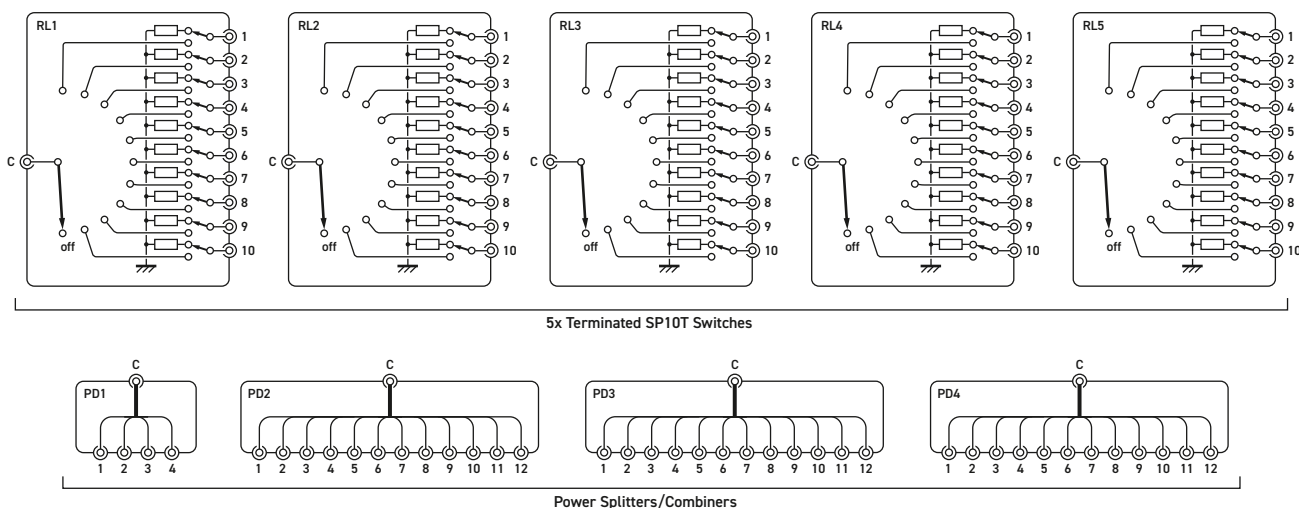 RL1 RL2 RL3 RL4 RL5
1 1 1 1 1
2 2 2 2 2
3 3 3 3 3
4 4 4 4 4
5 5 5 5 5
C 6 C 6 C 6 C 6 C 6
7 7 7 7 7
8 8 8 8 8
9 9 9 9 9
off off off off off
10 10 10 10 10
5x Terminated SP10T Switches
C C C C
PD1 PD2 PD3 PD4
1 2 3 4 1 2 3 4 5 6 7 8 9 10 11 12 1 2 3 4 5 6 7 8 9 10 11 12 1 2 3 4 5 6 7 8 9 10 11 12
Power Splitters/Combiners